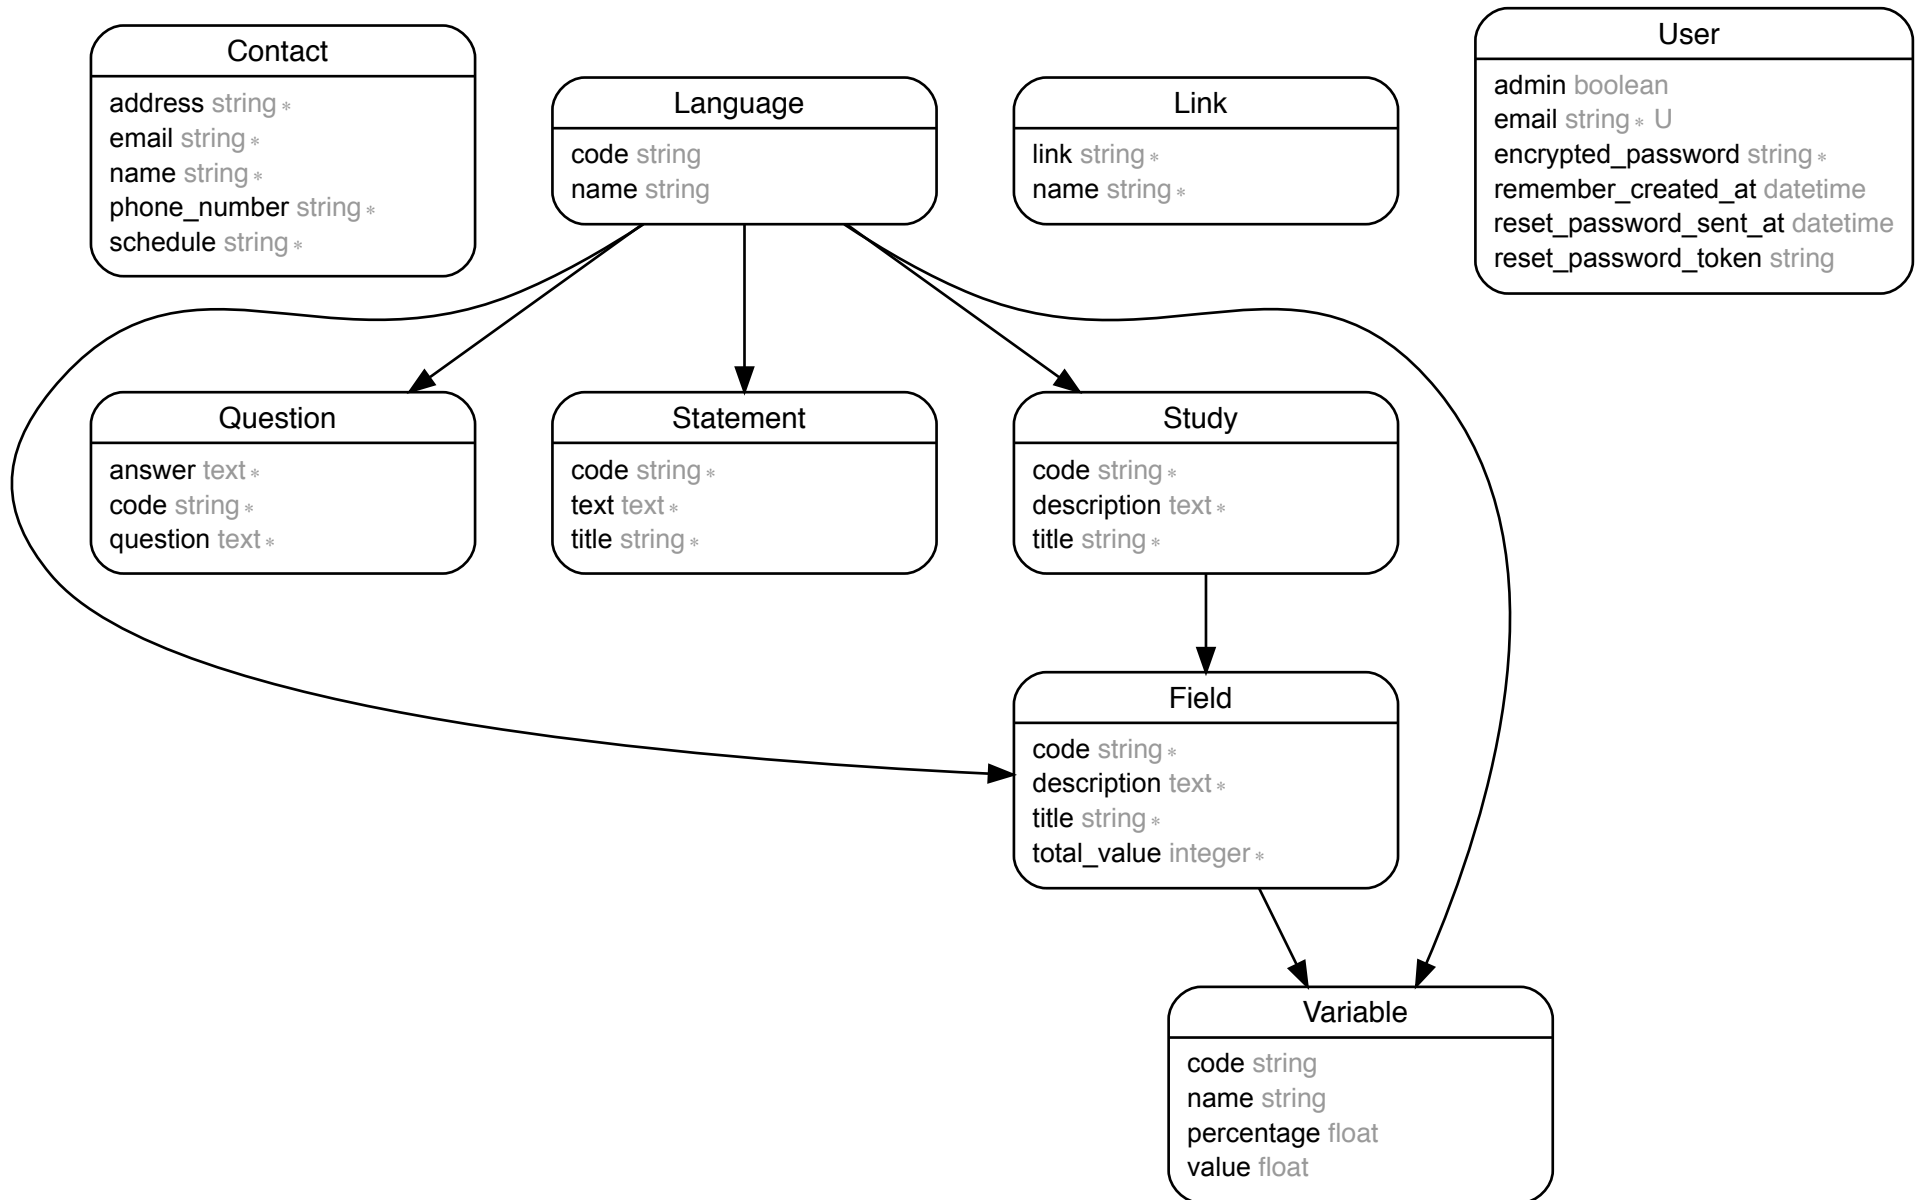 Contact
address string *
email string *
name string *
phone_number string *
schedule string *
Language
code string
name string
Link
link string *
name string *
User
admin boolean
email string * U
encrypted_password string *
remember_created_at datetime
reset_password_sent_at datetime
reset_password_token string
Question
answer text *
code string *
question text *
Statement
code string *
text text *
title string *
Study
code string *
description text *
title string *
Field
code string *
description text *
title string *
total_value integer *
Variable
code string
name string
percentage float
value float